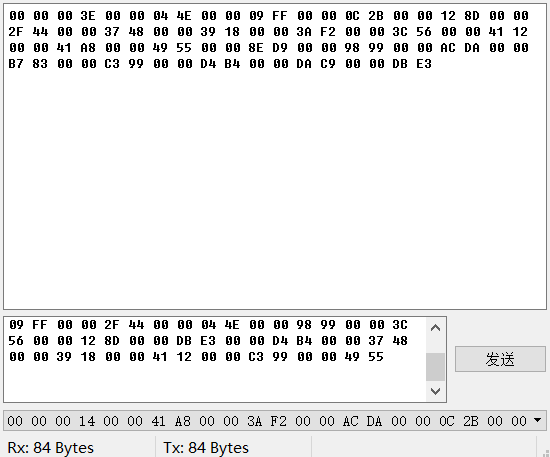 00 00 00 3E 00 00 04 4E 00 00 09 FF 00 00 0C 2B 00 00 12 8D 00 00
2F 44 00 00 37 48 00 00 39 18 00 00 3A F2 00 00 3C 56 00 00 41 12
00 00 41 A8 00 00 49 55 00 00 8E D9 00 00 98 99 00 00 AC DA 00 00
B7 83 00 00 C3 99 00 00 D4 B4 00 00 DA C9 00 00 DB E3
09 FF 00 00 2F 44 00 00 04 4E 00 00 98 99 00 00 3C
56 00 00 12 8D 00 00 DB E3 00 00 D4 B4 00 00 37 48
00 00 39 18 00 00 41 12 00 00 C3 99 00 00 49 55
发送
00 00 00 14 00 00 41 A8 00 00 3A F2 00 00 AC DA 00 00 0C 2B 00 00
Rx: 84 Bytes
Tx: 84 Bytes